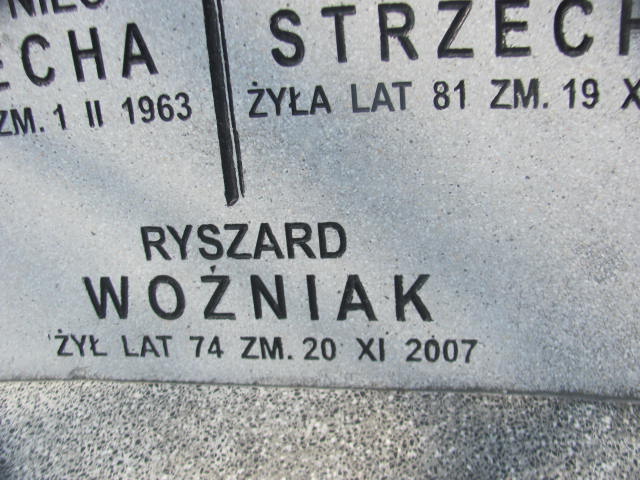 ECHA
ZM. 1 II 1963
STRZECH
ŻYŁA LAT 81 ZM. 19 X
RYSZARD
WOŹNIAK
ŻYŁ LAT 74 ZM. 20 XI 2007